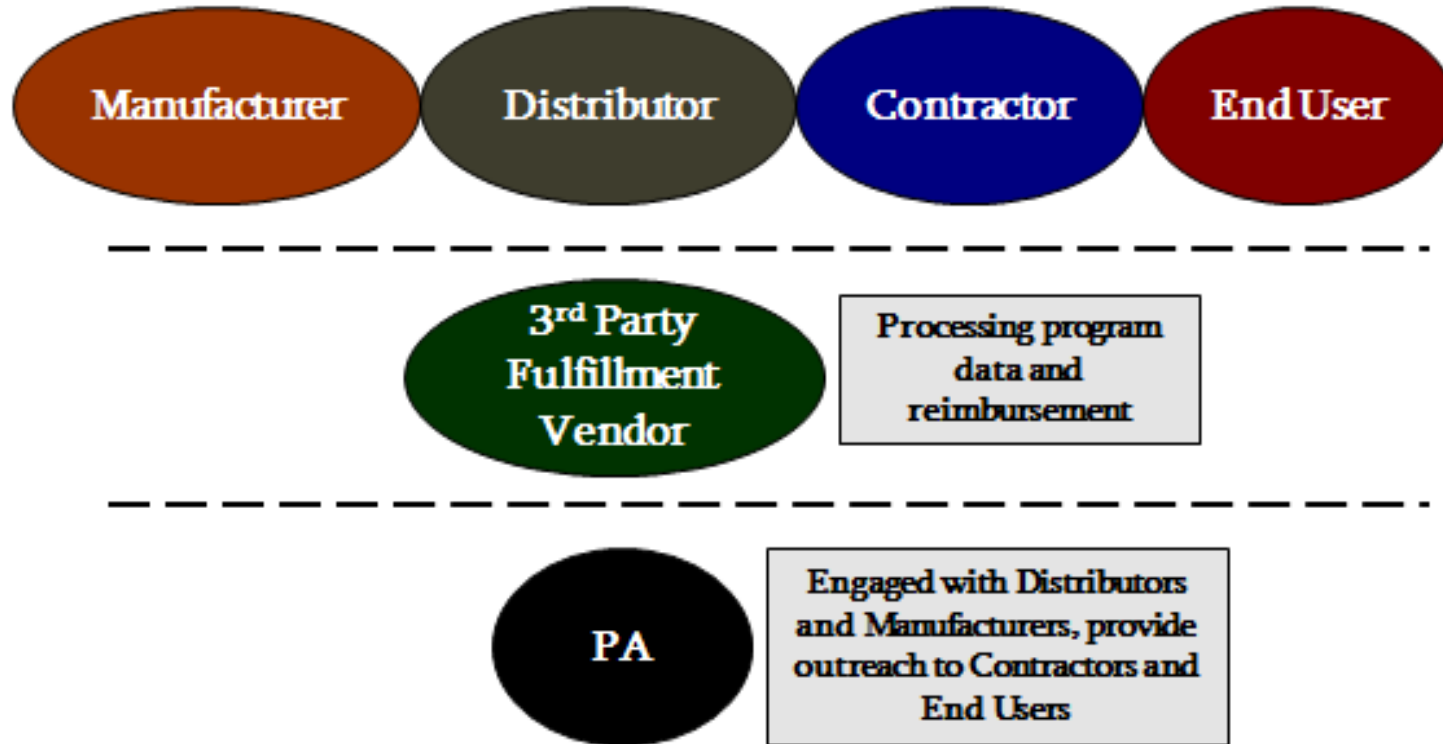 Manufacturer
Distributor
Contractor
End User
3rd Party
Fulfillment
Vendor
Processing program
data and
reimbursement
PA
Engaged with Distributors
and Manufacturers, provide
outreach to Contractors and
End Users